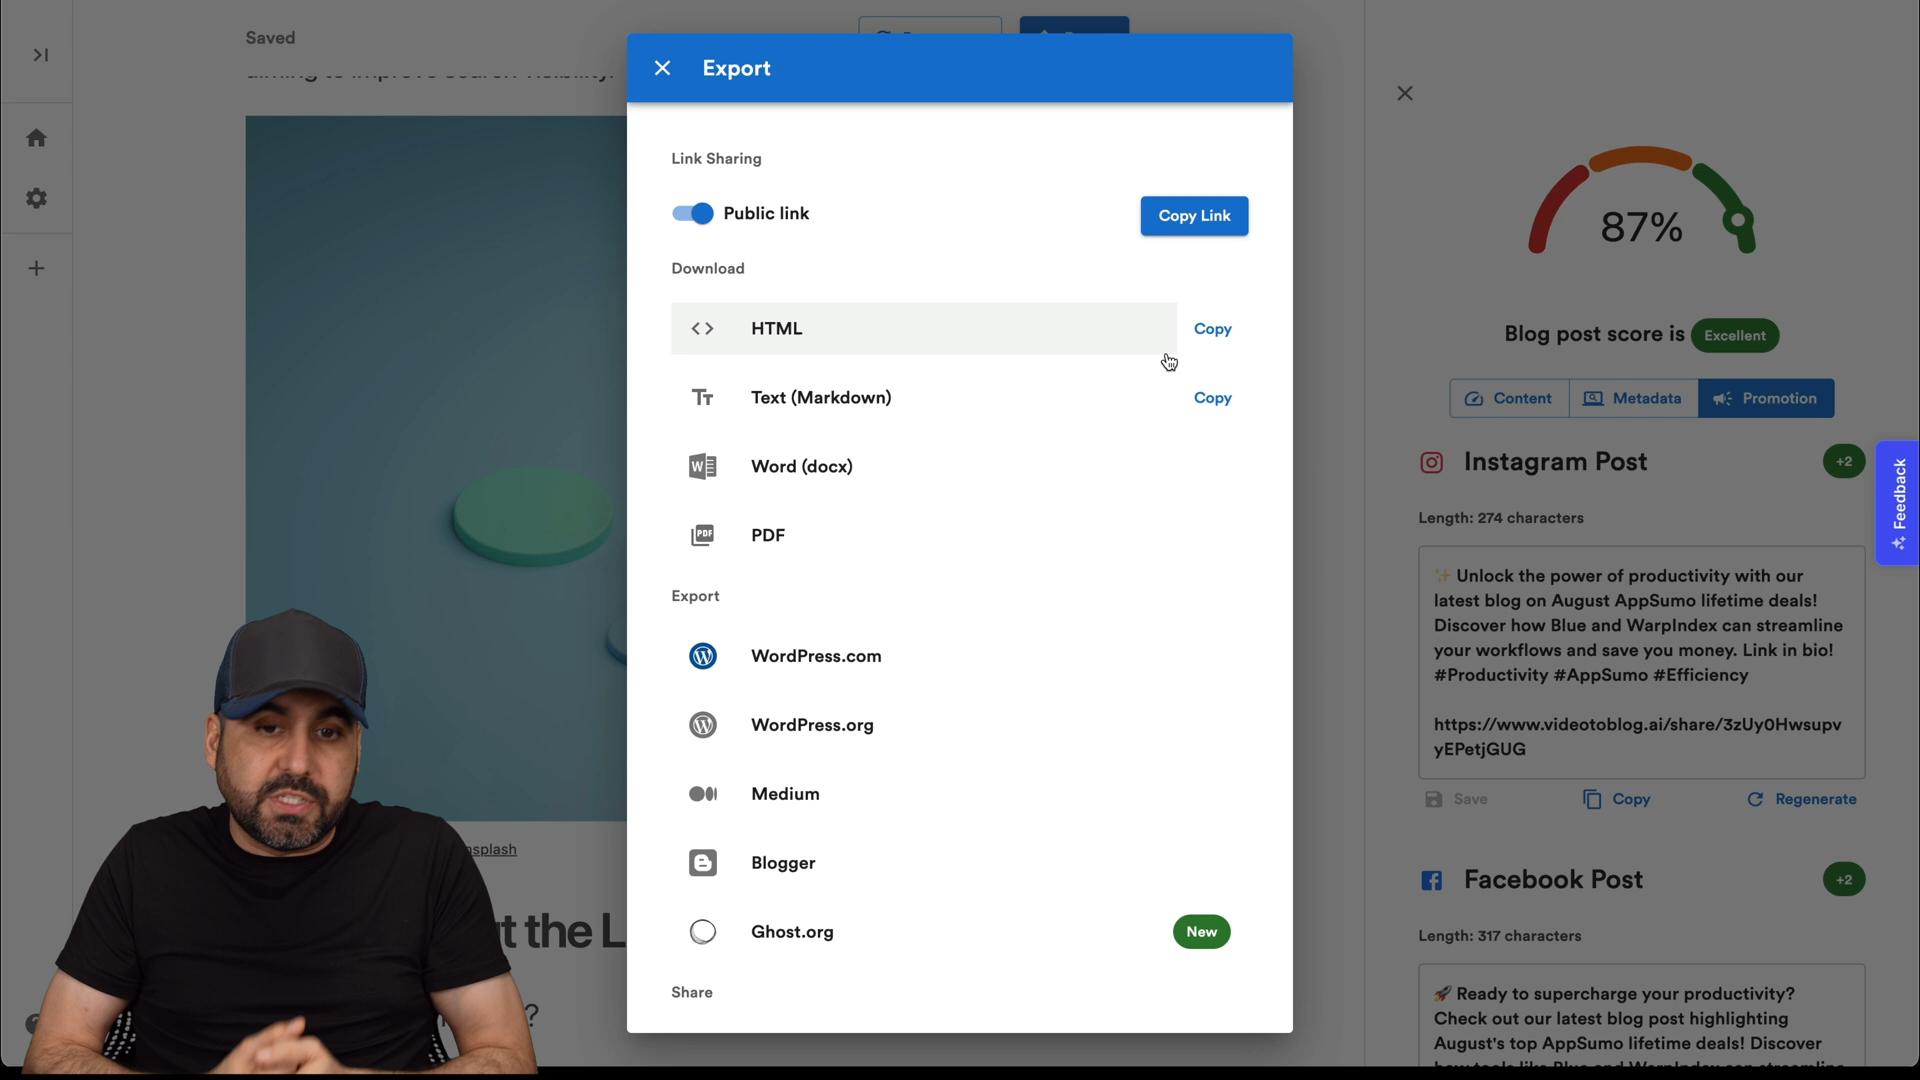 Saved
Export
Link Sharing
Public link
Copy Link
Download
HTML
Copy
Text (Markdown)
Copy
Word (docx)
PDF
Export
WordPress.com
WordPress.org
Medium
Blogger
Ghost.org
New
Share
nsplash
t the L
?
87%
Blog post score is Excellent
Content
Metadata
Promotion
Instagram Post
+2
Length: 274 characters
✨ Unlock the power of productivity with our
latest blog on August AppSumo lifetime deals!
Discover how Blue and WarpIndex can streamline
your workflows and save you money. Link in bio!
#Productivity #AppSumo #Efficiency
https://www.videotoblog.ai/share/3zUy0Hwsupv
yEPetjGUG
Save
Copy
Regenerate
Facebook Post
+2
Length: 317 characters
🚀 Ready to supercharge your productivity?
Check out our latest blog post highlighting
August's top AppSumo lifetime deals! Discover
Feedback